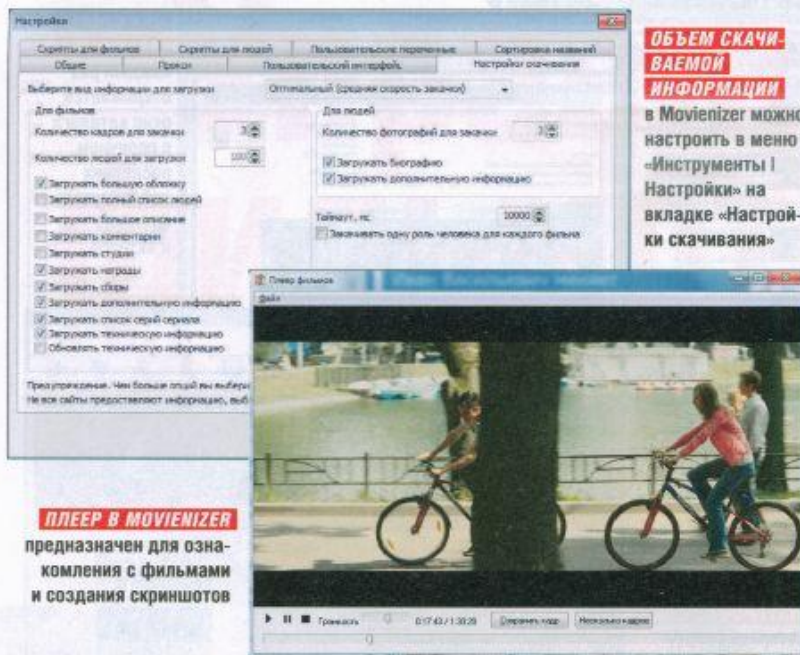 Настройки
Скрипты для фильмов Скрипты для людей Пользовательские переменные Сортировка названий
Общие Прокси Пользовательский интерфейс Настройки скачивания
Выберите вид информации для загрузки Оптимальный (средняя скорость закачки)
Для фильмов
Количество кадров для закачки 3
Количество людей для загрузки 100
Загружать большую обложку
Загружать полный список людей
Загружать большое описание
Загружать комментарии
Загружать студии
Загружать награды
Загружать сборы
Загружать дополнительную информацию
Загружать список серий сериала
Загружать техническую информацию
Обновлять техническую информацию
Для людей
Количество фотографий для закачки 3
Загружать биографию
Загружать дополнительную информацию
Таймаут, мс 10000
Закачивать одну роль человека для каждого фильма
Предупреждение. Чем больше опций вы выбери
Не все сайты предоставляют информацию, выб
ОБЪЕМ СКАЧИ-
ВАЕМОЙ
ИНФОРМАЦИИ
в Movienizer можно
настроить в меню
«Инструменты |
Настройки» на
вкладке «Настрой-
ки скачивания»
Плеер фильмов
Файл
Громкость 0:17:43 / 1:30:28 Сохранить кадр Несколько кадров
ПЛЕЕР В MOVIENIZER
предназначен для озна-
комления с фильмами
и создания скриншотов